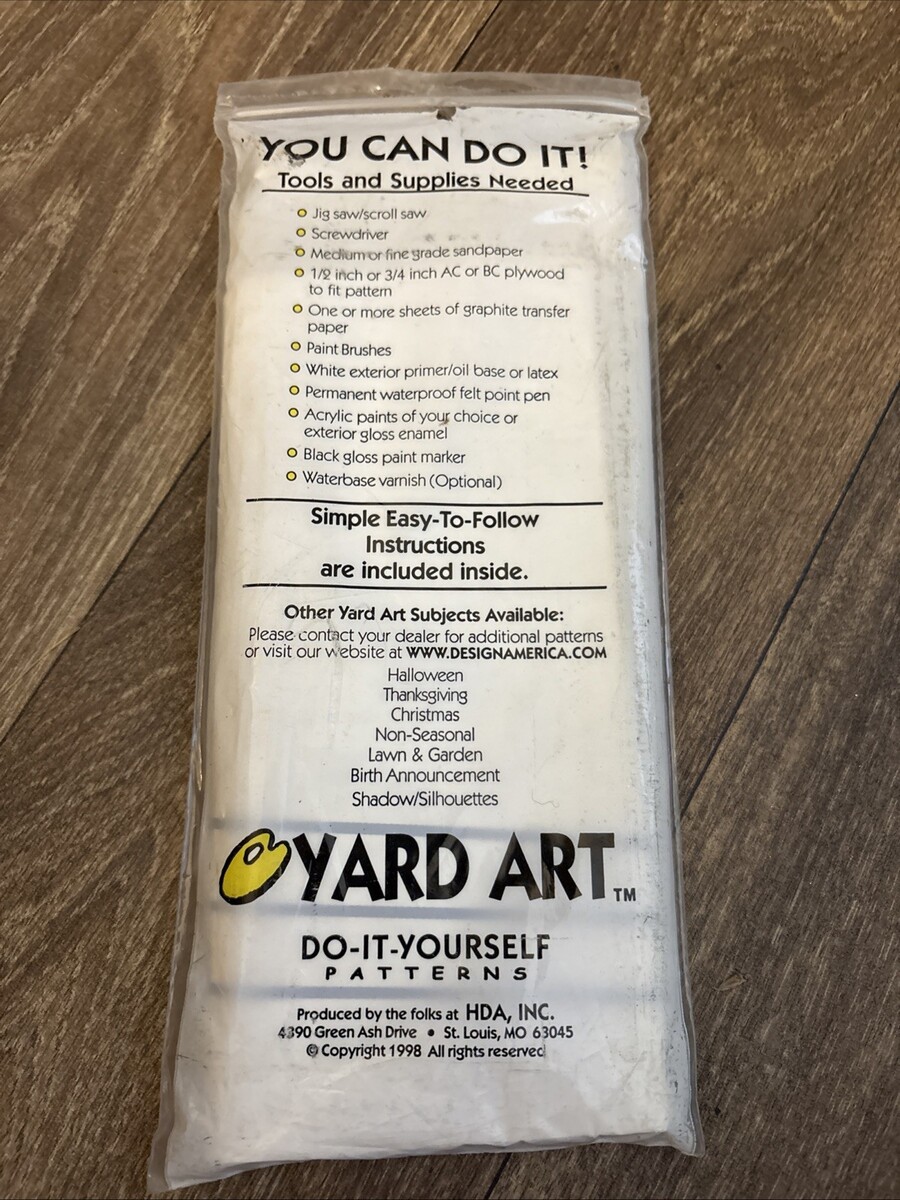 YOU CAN DO IT!
Tools and Supplies Needed
Jig saw/scroll saw
Screwdriver
Medium or fine grade sandpaper
1/2 inch or 3/4 inch AC or BC plywood
to fit pattern
One or more sheets of graphite transfer
paper
Paint Brushes
White exterior primer/oil base or latex
Permanent waterproof felt point pen
Acrylic paints of your choice or
exterior gloss enamel
Black gloss paint marker
Waterbase varnish (Optional)
Simple Easy-To-Follow
Instructions
are included inside.
Other Yard Art Subjects Available:
Please contact your dealer for additional patterns
or visit our website at WWW.DESIGNAMERICA.COM
Halloween
Thanksgiving
Christmas
Non-Seasonal
Lawn & Garden
Birth Announcement
Shadow/Silhouettes
YARD ART TM
DO-IT-YOURSELF
PATTERNS
Produced by the folks at HDA, INC.
4390 Green Ash Drive • St. Louis, MO 63045
© Copyright 1998 All rights reserved